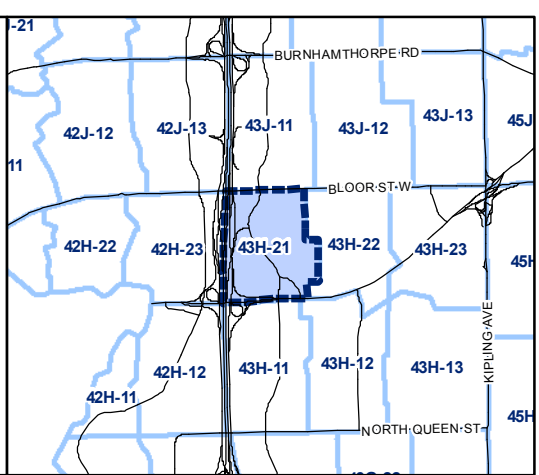 J-21
BURNHAMTHORPE RD
43J-13
45J
42J-12
42J-13
43J-11
43J-12
11
BLOOR ST W
42H-22
42H-23
43H-21
43H-22
43H-23
45H
KIPLING AVE
42H-12
43H-11
43H-12
43H-13
42H-11
45H
NORTH QUEEN ST